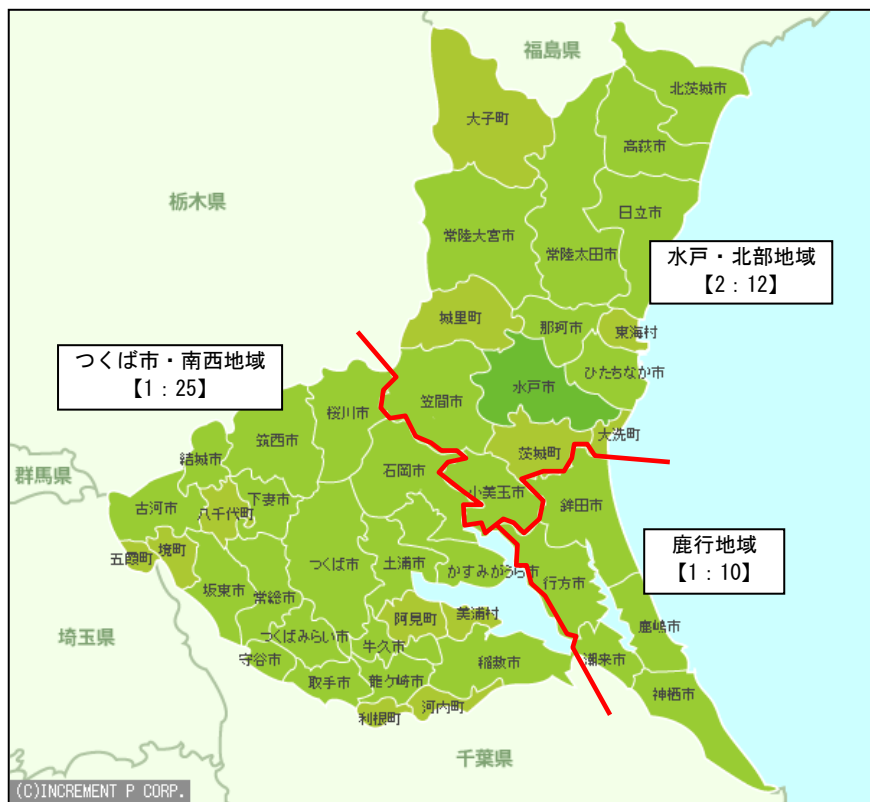 福島県
北茨城市
大子町
高萩市
栃木県
日立市
常陸大宮市
常陸太田市
水戸・北部地域
【2：12】
城里町
那珂市
東海村
つくば市・南西地域
【1：25】
ひたちなか市
水戸市
笠間市
桜川市
大洗町
筑西市
茨城町
結城市
石岡市
群馬県
小美玉市
下妻市
鉾田市
古河市
八千代町
鹿行地域
【1：10】
境町
五霞町
つくば市
土浦市
かすみがうら市
行方市
坂東市
常総市
美浦村
阿見町
鹿嶋市
埼玉県
つくばみらい市
牛久市
守谷市
稲敷市
潮来市
取手市
龍ケ崎市
神栖市
河内町
利根町
千葉県
(C)INCREMENT P CORP.